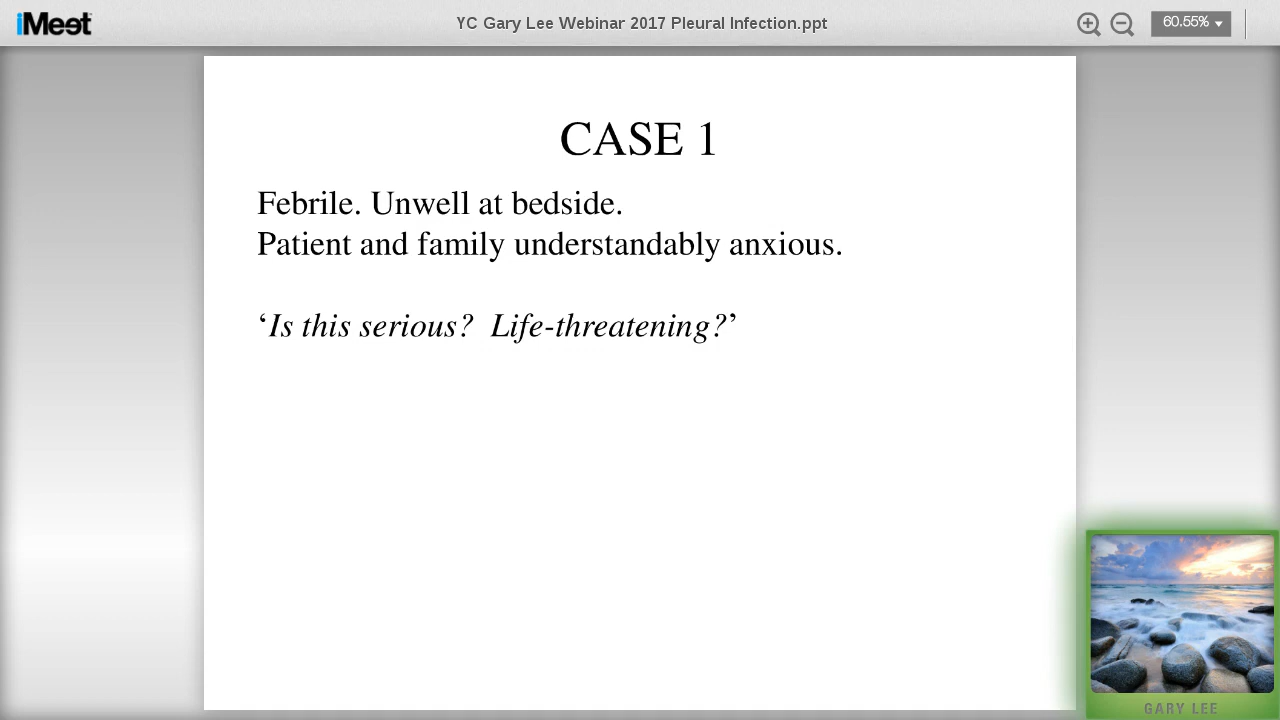 iMeet
YC Gary Lee Webinar 2017 Pleural Infection.ppt
60.55%
CASE 1
Febrile. Unwell at bedside.
Patient and family understandably anxious.
‘Is this serious?  Life-threatening?’
GARY LEE